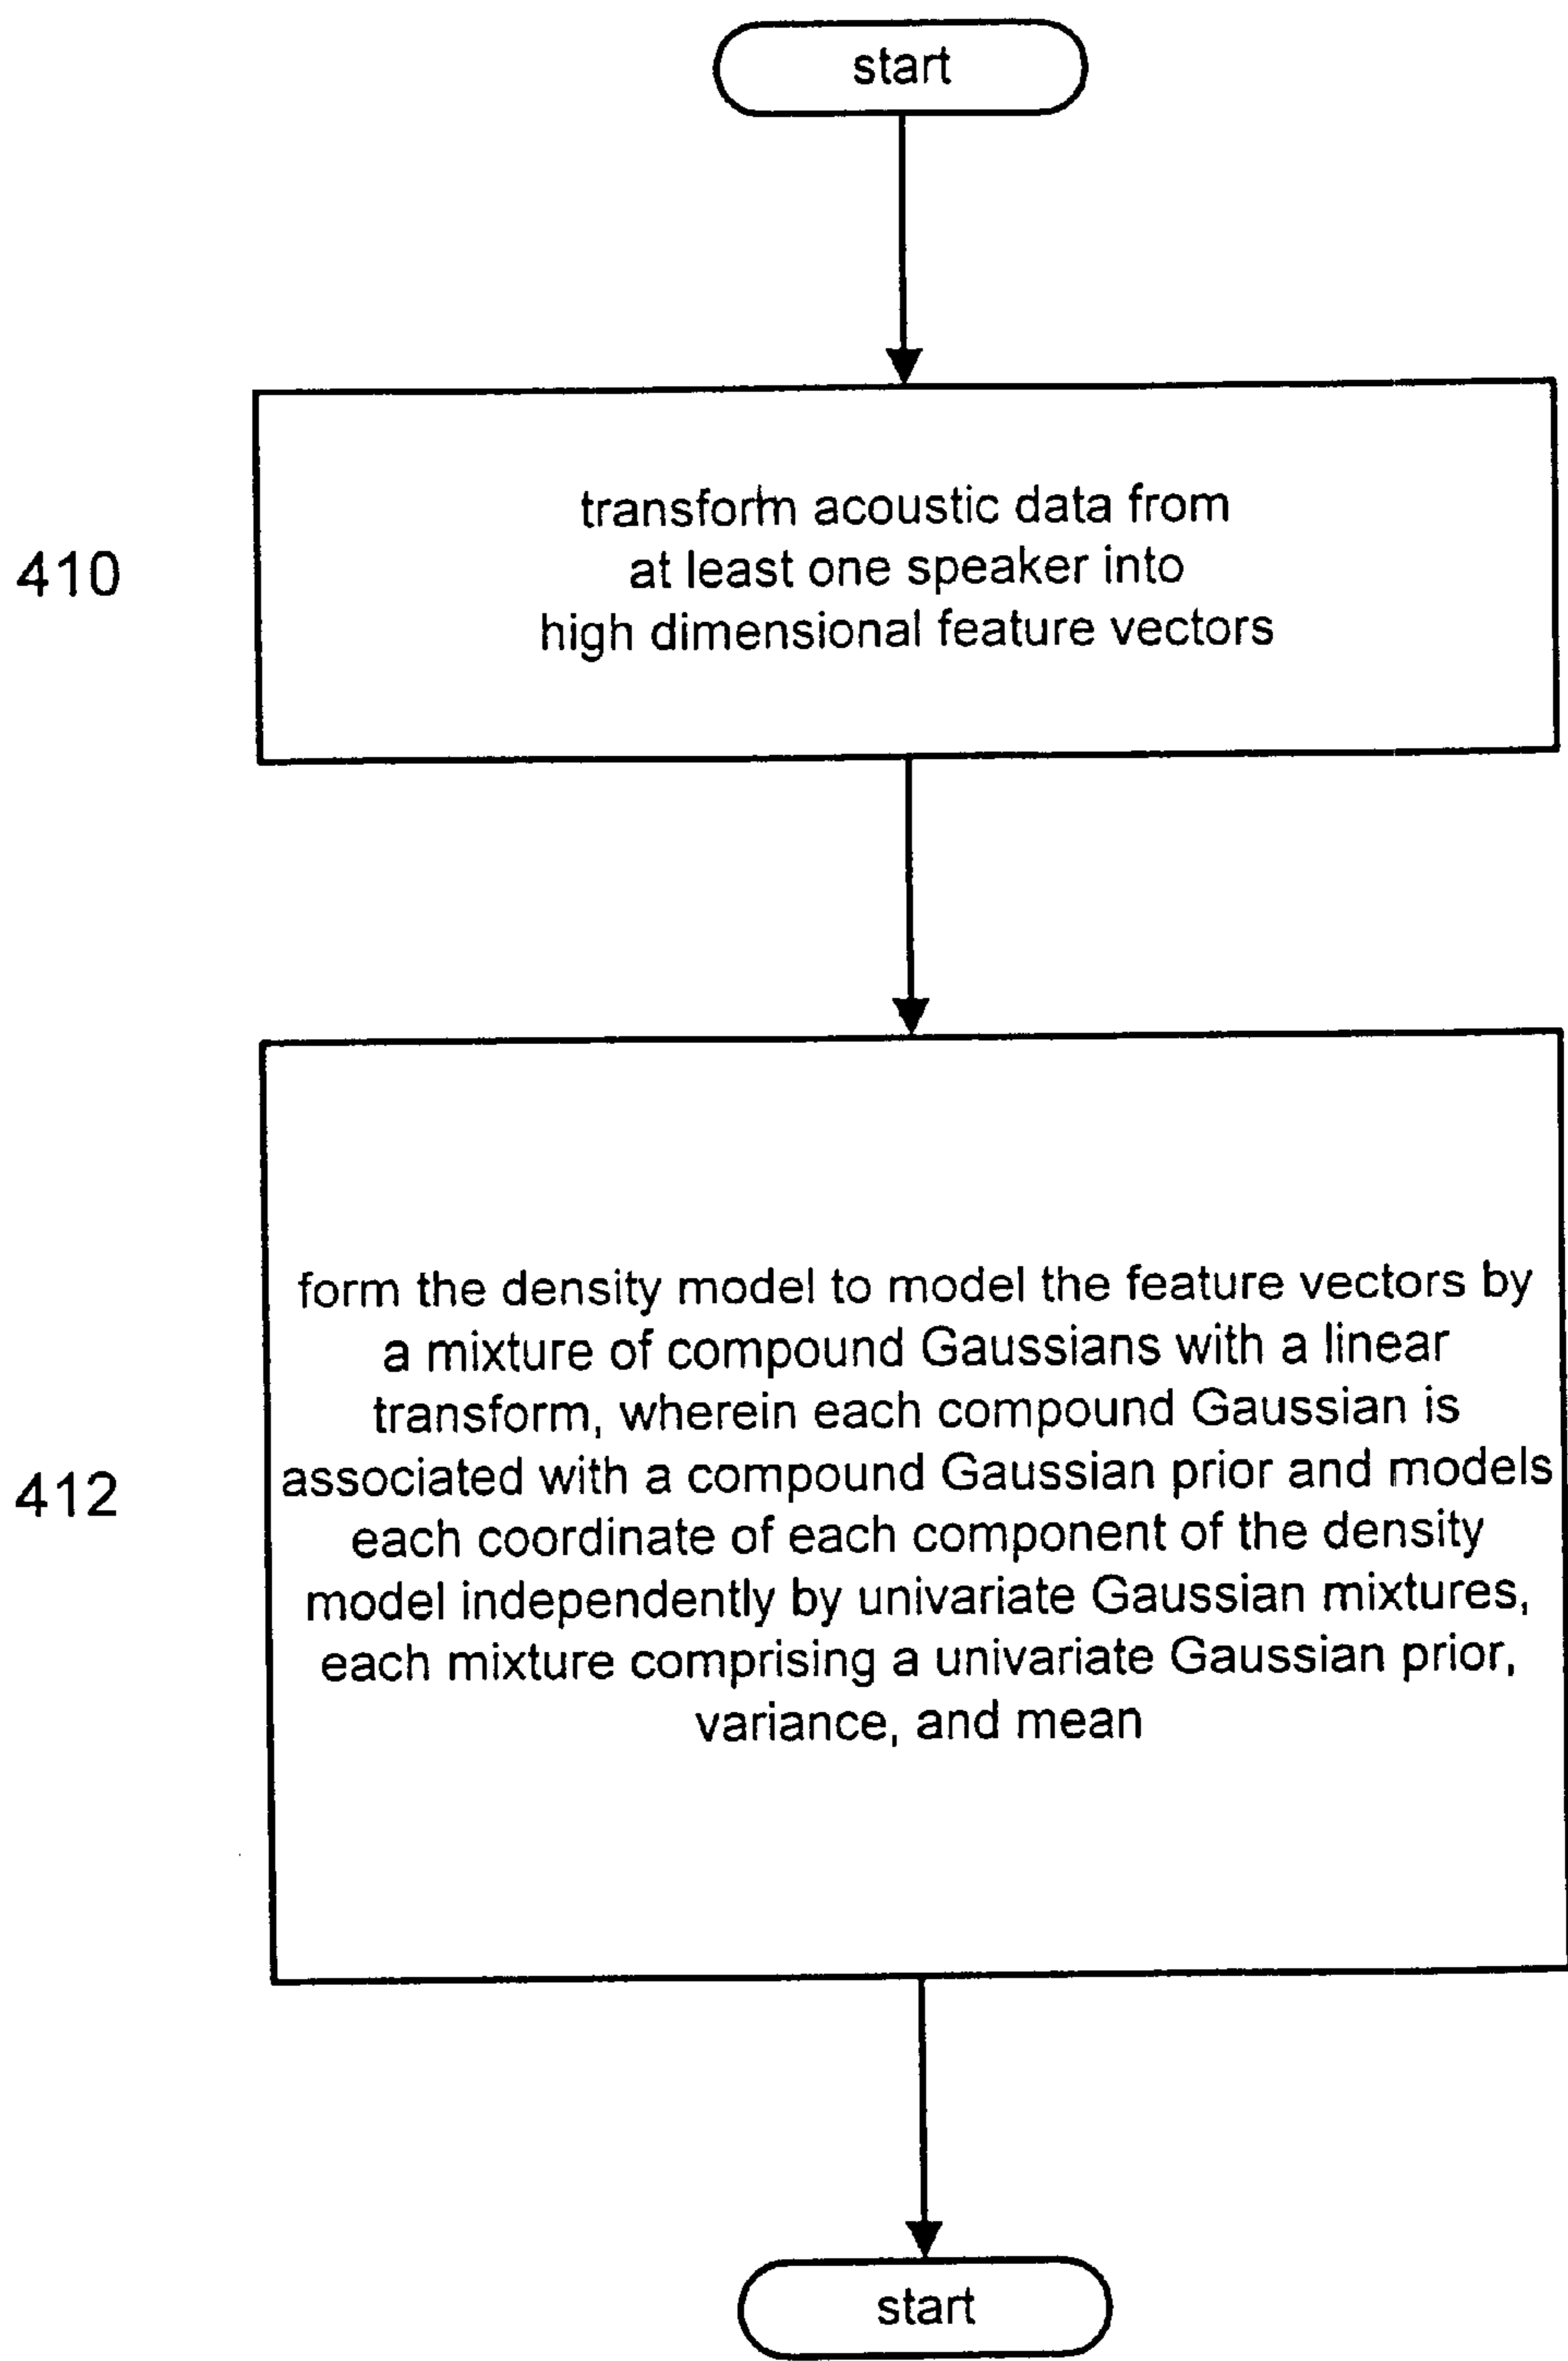 start
410
transform acoustic data from
at least one speaker into
high dimensional feature vectors
412
form the density model to model the feature vectors by
a mixture of compound Gaussians with a linear
transform, wherein each compound Gaussian is
associated with a compound Gaussian prior and models
each coordinate of each component of the density
model independently by univariate Gaussian mixtures,
each mixture comprising a univariate Gaussian prior,
variance, and mean
start